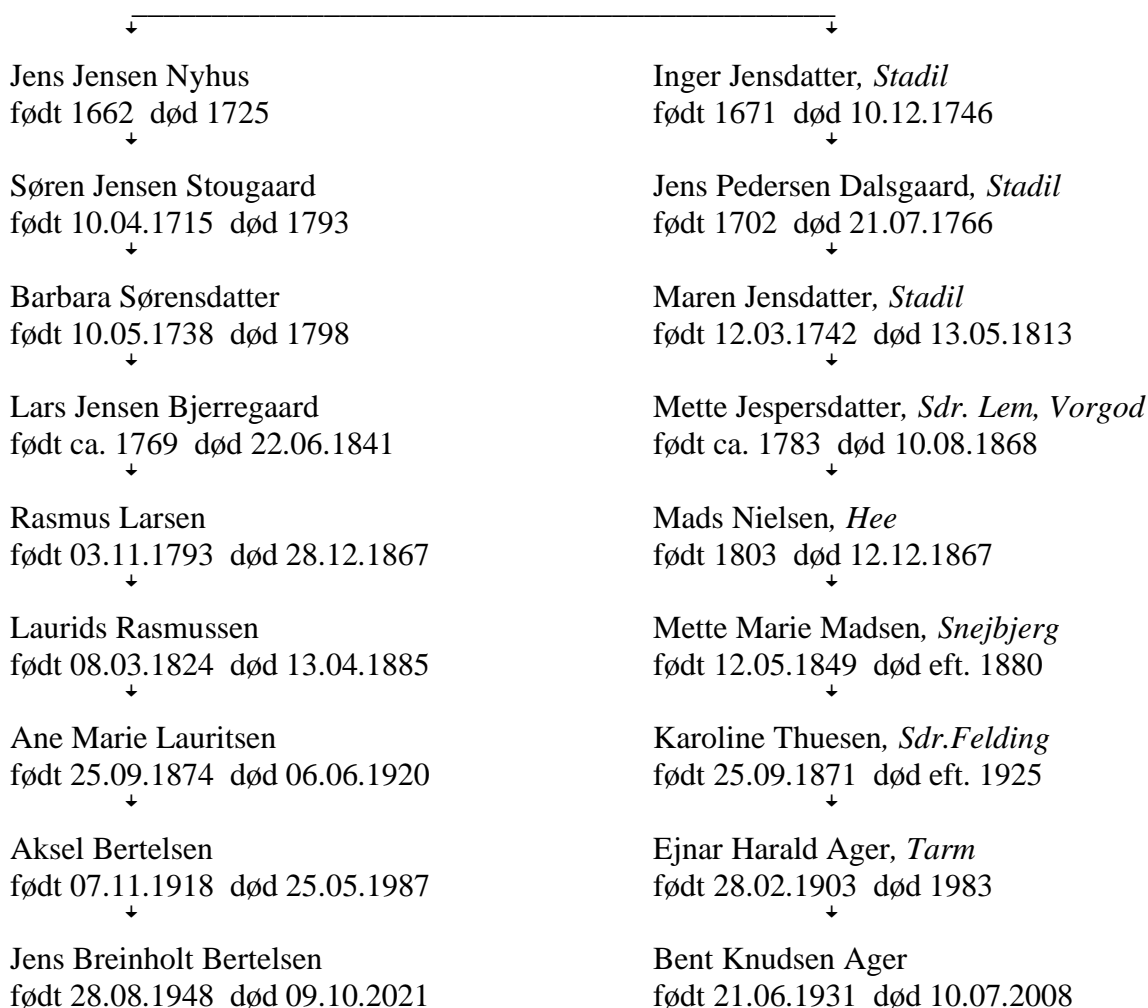 Jens Jensen Nyhus
født 1662 død 1725
Inger Jensdatter, Stadil
født 1671 død 10.12.1746
Søren Jensen Stougaard
født 10.04.1715 død 1793
Jens Pedersen Dalsgaard, Stadil
født 1702 død 21.07.1766
Barbara Sørensdatter
født 10.05.1738 død 1798
Maren Jensdatter, Stadil
født 12.03.1742 død 13.05.1813
Lars Jensen Bjerregaard
født ca. 1769 død 22.06.1841
Mette Jespersdatter, Sdr. Lem, Vorgod
født ca. 1783 død 10.08.1868
Rasmus Larsen
født 03.11.1793 død 28.12.1867
Mads Nielsen, Hee
født 1803 død 12.12.1867
Laurids Rasmussen
født 08.03.1824 død 13.04.1885
Mette Marie Madsen, Snejbjerg
født 12.05.1849 død eft. 1880
Ane Marie Lauritsen
født 25.09.1874 død 06.06.1920
Karoline Thuesen, Sdr.Felding
født 25.09.1871 død eft. 1925
Aksel Bertelsen
født 07.11.1918 død 25.05.1987
Ejnar Harald Ager, Tarm
født 28.02.1903 død 1983
Jens Breinholt Bertelsen
født 28.08.1948 død 09.10.2021
Bent Knudsen Ager
født 21.06.1931 død 10.07.2008